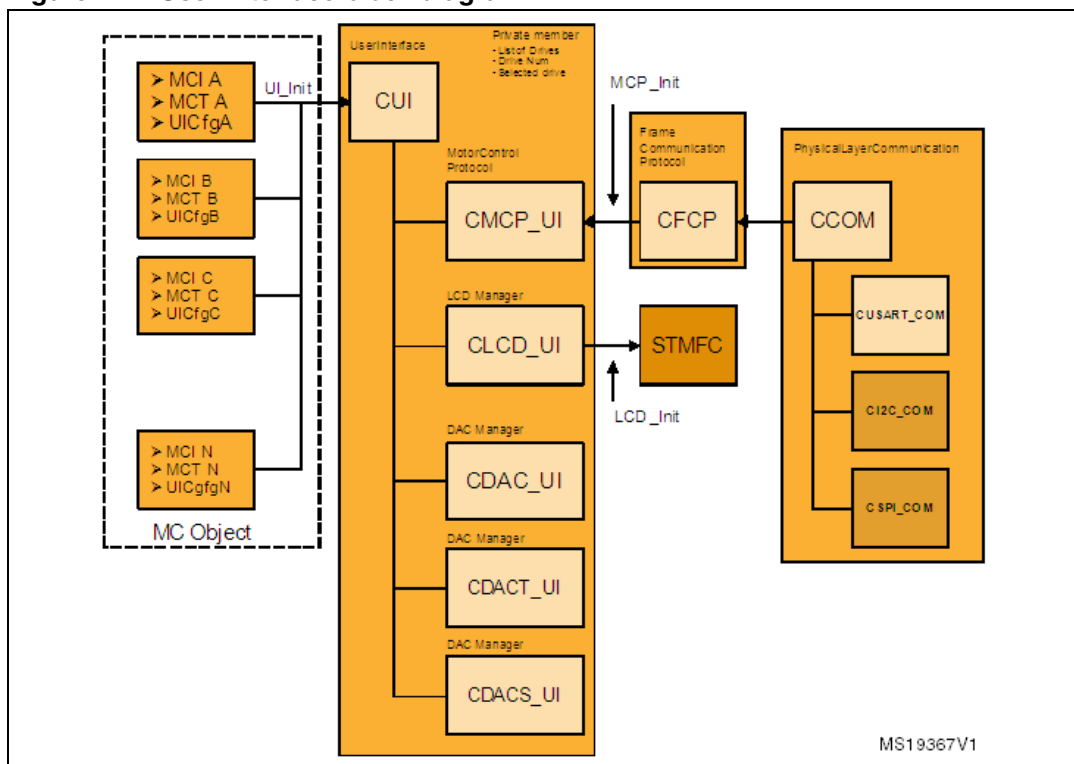 UserInterface
Private member
- List of Drives
- Drive Num
- Selected drive
➤ MCI A
➤ MCT A
➤ UICfgA
UI_Init
CUI
MCP_Init
➤ MCI B
➤ MCT B
➤ UICfgB
MotorControl
Protocol
CMCP_UI
Frame
Communication
Protocol
CFCP
PhysicalLayerCommunication
CCOM
➤ MCI C
➤ MCT C
➤ UICfgC
LCD Manager
CLCD_UI
STMFC
LCD_Init
CUSART_COM
CI2C_COM
CSPI_COM
➤ MCI N
➤ MCT N
➤ UICgfgN
MC Object
DAC Manager
CDAC_UI
DAC Manager
CDACT_UI
DAC Manager
CDACS_UI
MS19367V1